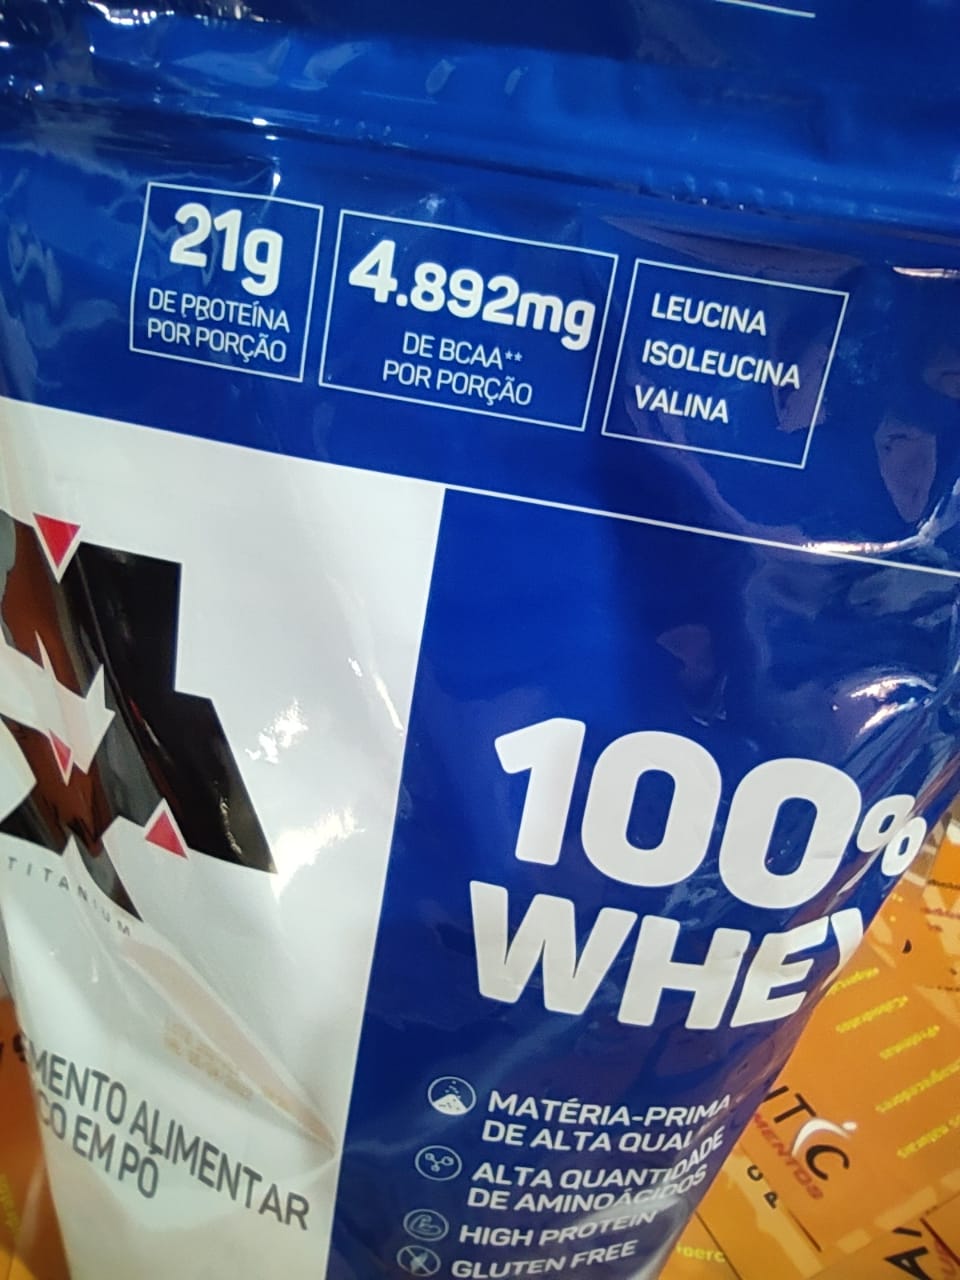 21g
DE PROTEÍNA
POR PORÇÃO
4.892mg
DE BCAA**
POR PORÇÃO
LEUCINA
ISOLEUCINA
VALINA
TITANIUM
100%
WHEY
MENTO ALIMENTAR
CO EM PÓ
MATÉRIA-PRIMA
DE ALTA QUAL
ALTA QUANTIDADE
DE AMINOÁCIDOS
HIGH PROTEIN
GLUTEN FREE